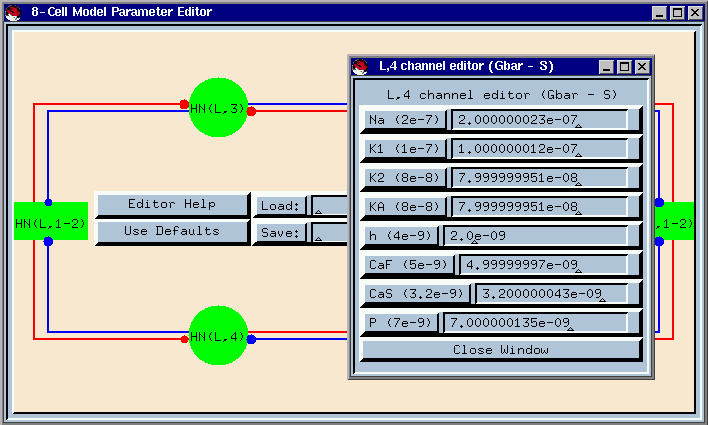 8-Cell Model Parameter Editor
L,4 channel editor (Gbar - S)
L,4 channel editor (Gbar - S)
HN(L,3)
Na (2e-7) 2.000000023e-07
K1 (1e-7) 1.000000012e-07
K2 (8e-8) 7.999999951e-08
KA (8e-8) 7.999999951e-08
h (4e-9) 2.0e-09
CaF (5e-9) 4.99999997e-09
CaS (3.2e-9) 3.200000043e-09
P (7e-9) 7.000000135e-09
Close Window
Editor Help Load:
HN(L,1-2)
,1-2)
Use Defaults Save:
HN(L,4)